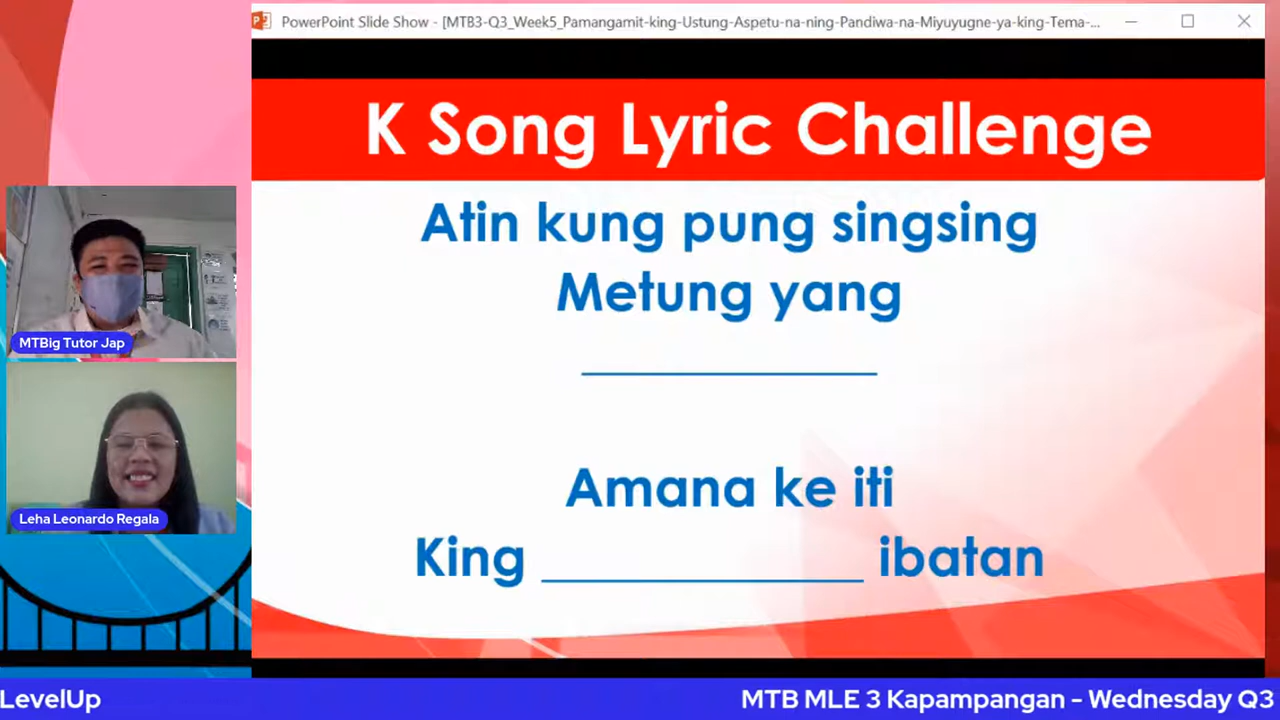 PowerPoint Slide Show - [MTB3-Q3_Week5_Pamangamit-king-Ustung-Aspetu-na-ning-Pandiwa-na-Miyuyugne-ya-king-Tema-...
K Song Lyric Challenge
Atin kung pung singsing
Metung yang
____________
Amana ke iti
King ____________ ibatan
MTBig Tutor Jap
Leha Leonardo Regala
LevelUp
MTB MLE 3 Kapampangan - Wednesday Q3